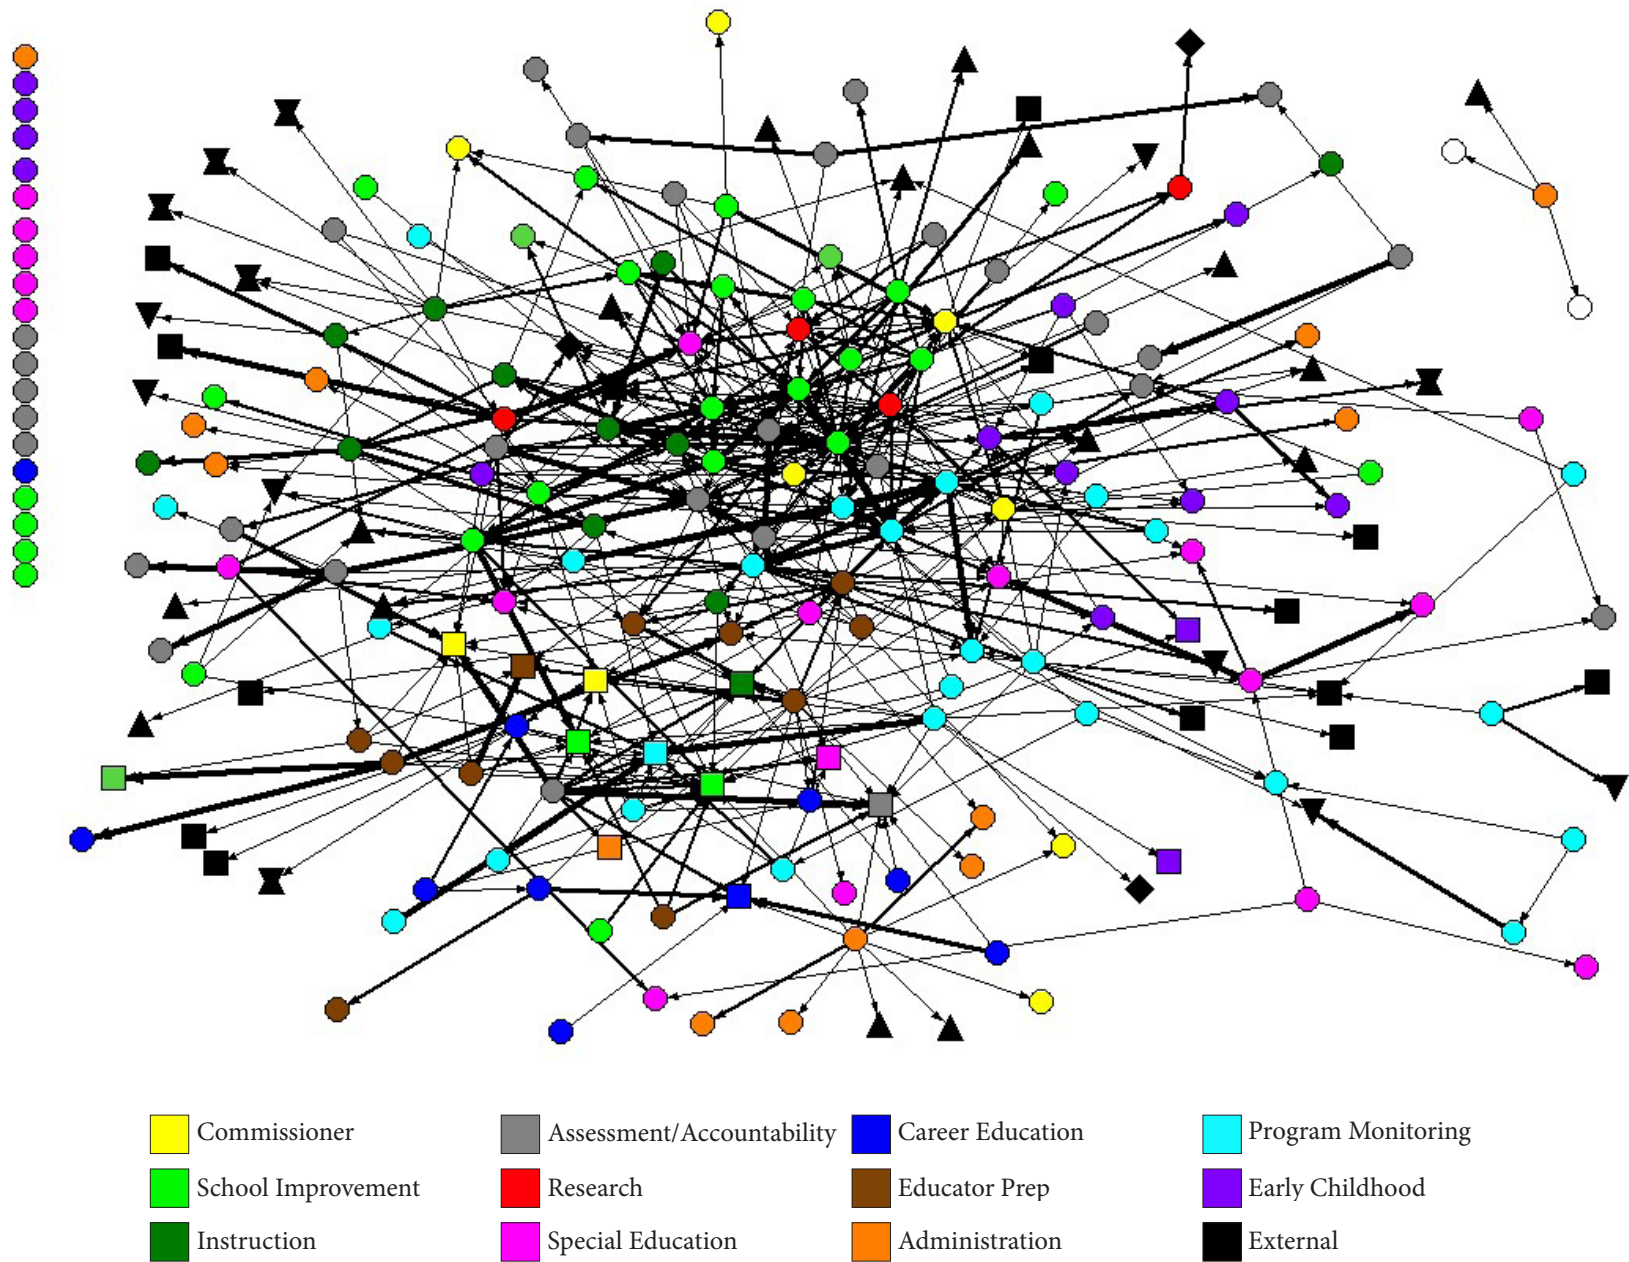 Commissioner
Assessment/Accountability
Career Education
Program Monitoring
School Improvement
Research
Educator Prep
Early Childhood
Instruction
Special Education
Administration
External